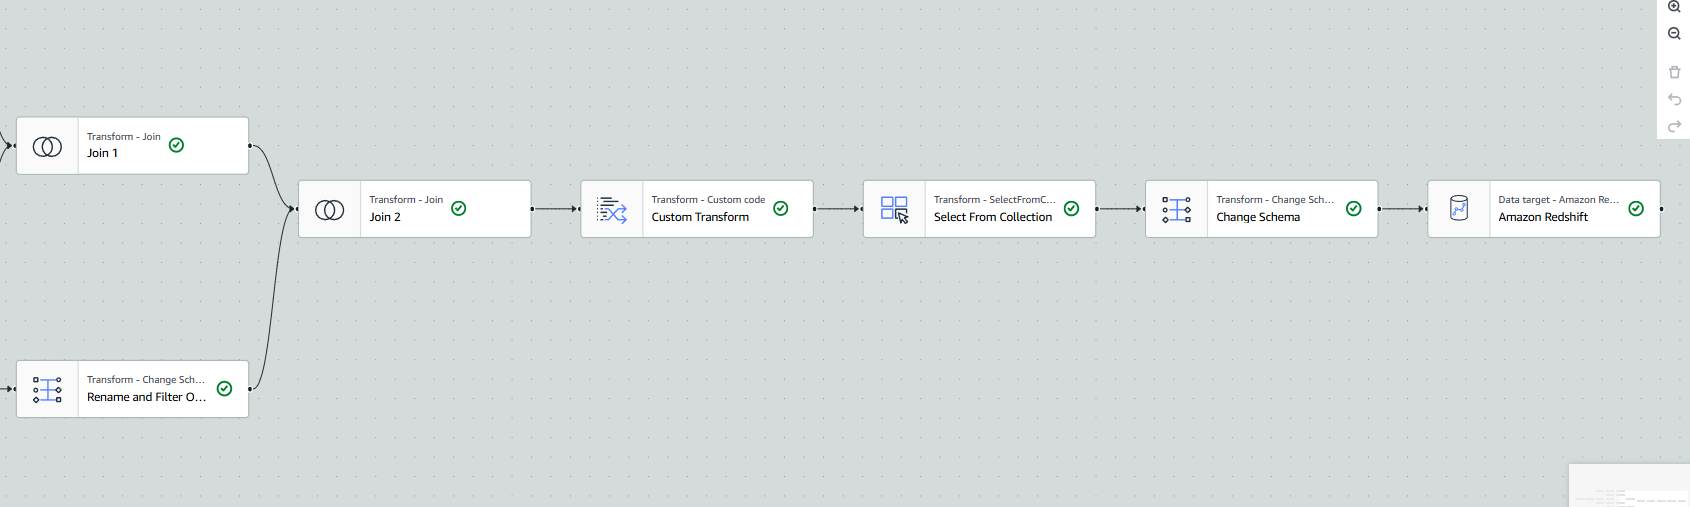 Transform - Join
Join 1
Transform - Join
Join 2
Transform - Custom code
Custom Transform
Transform - SelectFromC...
Select From Collection
Transform - Change Sch...
Change Schema
Data target - Amazon Re...
Amazon Redshift
Transform - Change Sch...
Rename and Filter O...